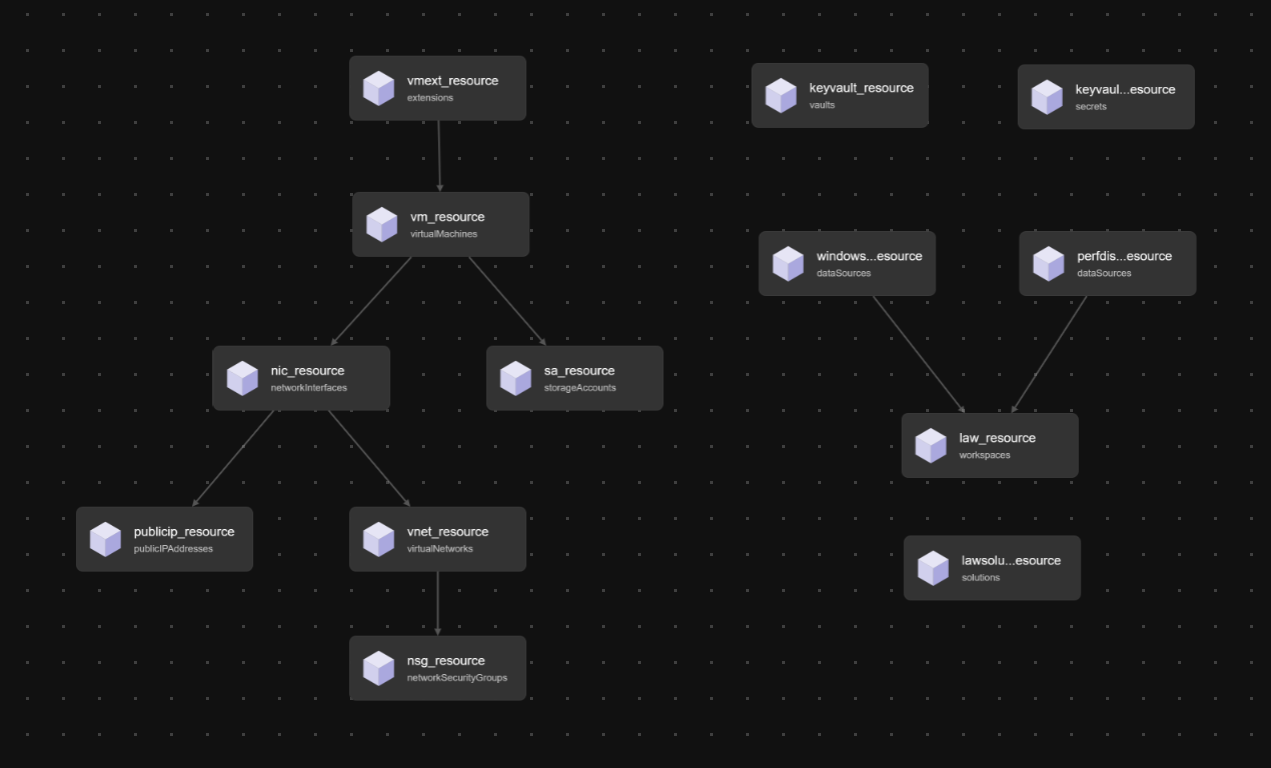 vmext_resource
extensions
keyvault_resource
vaults
keyvaul...esource
secrets
vm_resource
virtualMachines
windows...esource
dataSources
perfdis...esource
dataSources
nic_resource
networkInterfaces
sa_resource
storageAccounts
law_resource
workspaces
publicip_resource
publicIPAddresses
vnet_resource
virtualNetworks
lawsolu...esource
solutions
nsg_resource
networkSecurityGroups